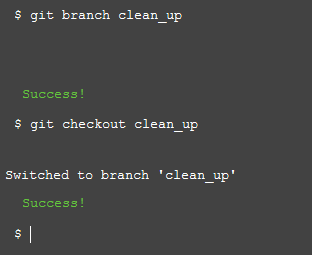 $ git branch clean_up
Success!
$ git checkout clean_up
Switched to branch 'clean_up'
Success!
$